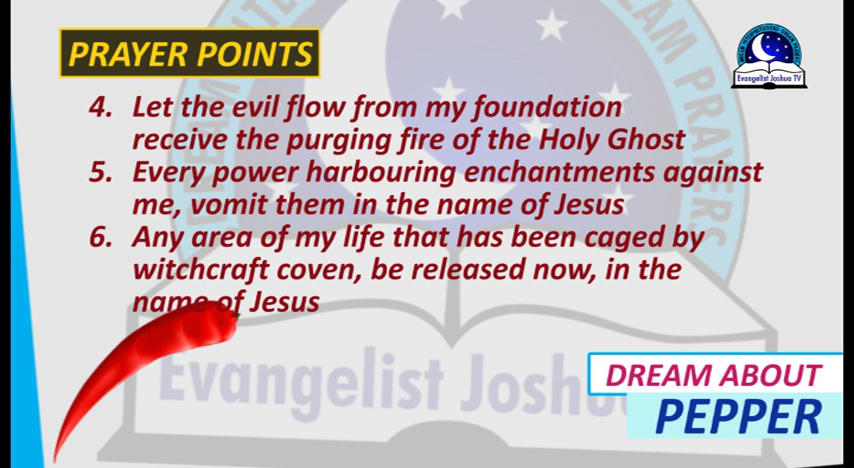 PRAYER POINTS
Evangelist Joshua TV
4. Let the evil flow from my foundation
receive the purging fire of the Holy Ghost
5. Every power harbouring enchantments against
me, vomit them in the name of Jesus
6. Any area of my life that has been caged by
witchcraft coven, be released now, in the
name of Jesus
Evangelist Joshu
DREAM ABOUT
PEPPER